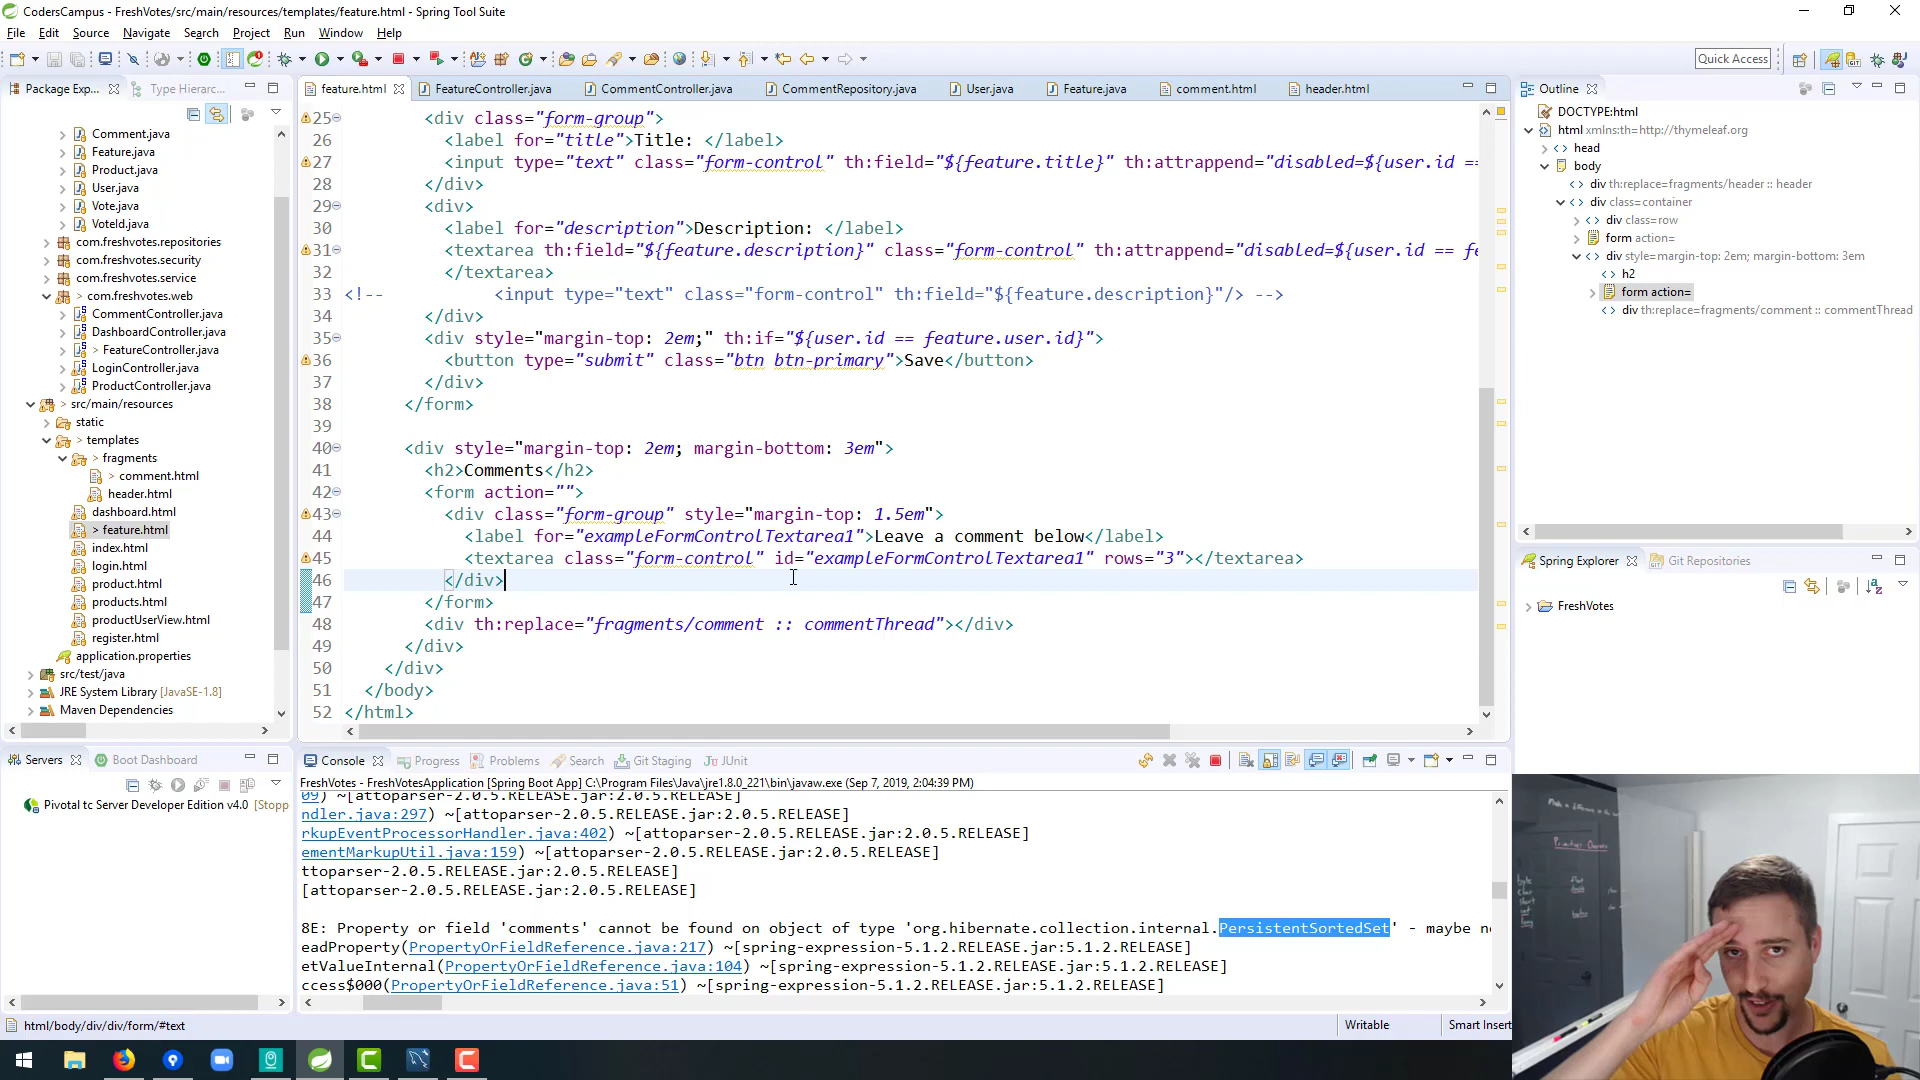 CodersCampus - FreshVotes/src/main/resources/templates/feature.html - Spring Tool Suite
File Edit Source Navigate Search Project Run Window Help
Quick Access
Package Exp...
Type Hierarc...
Comment.java
Feature.java
Product.java
User.java
Vote.java
VoteId.java
com.freshvotes.repositories
com.freshvotes.security
com.freshvotes.service
> com.freshvotes.web
CommentController.java
DashboardController.java
> FeatureController.java
LoginController.java
ProductController.java
> src/main/resources
static
> templates
> fragments
> comment.html
header.html
dashboard.html
> feature.html
index.html
login.html
product.html
products.html
productUserView.html
register.html
application.properties
src/test/java
JRE System Library [JavaSE-1.8]
Maven Dependencies
feature.html FeatureController.java CommentController.java CommentRepository.java User.java Feature.java comment.html header.html
25 <div class="form-group">
26 <label for="title">Title: </label>
27 <input type="text" class="form-control" th:field="${feature.title}" th:attrappend="disabled=${user.id ==
28 </div>
29 <div>
30 <label for="description">Description: </label>
31 <textarea th:field="${feature.description}" class="form-control" th:attrappend="disabled=${user.id == fe
32 </textarea>
33 <!-- <input type="text" class="form-control" th:field="${feature.description}"/> -->
34 </div>
35 <div style="margin-top: 2em;" th:if="${user.id == feature.user.id}">
36 <button type="submit" class="btn btn-primary">Save</button>
37 </div>
38 </form>
39
40 <div style="margin-top: 2em; margin-bottom: 3em">
41 <h2>Comments</h2>
42 <form action="">
43 <div class="form-group" style="margin-top: 1.5em">
44 <label for="exampleFormControlTextarea1">Leave a comment below</label>
45 <textarea class="form-control" id="exampleFormControlTextarea1" rows="3"></textarea>
46 </div>
47 </form>
48 <div th:replace="fragments/comment :: commentThread"></div>
49 </div>
50 </div>
51 </body>
52 </html>
Outline
DOCTYPE:html
html xmlns:th=http://thymeleaf.org
head
body
div th:replace=fragments/header :: header
div class=container
div class=row
form action=
div style=margin-top: 2em; margin-bottom: 3em
h2
form action=
div th:replace=fragments/comment :: commentThread
Spring Explorer Git Repositories
FreshVotes
Servers Boot Dashboard
Pivotal tc Server Developer Edition v4.0 [Stopp
Console Progress Problems Search Git Staging JUnit
FreshVotes - FreshVotesApplication [Spring Boot App] C:\Program Files\Java\jre1.8.0_221\bin\javaw.exe (Sep 7, 2019, 2:04:39 PM)
09) ~[attoparser-2.0.5.RELEASE.jar:2.0.5.RELEASE]
ndler.java:297) ~[attoparser-2.0.5.RELEASE.jar:2.0.5.RELEASE]
rkupEventProcessorHandler.java:402) ~[attoparser-2.0.5.RELEASE.jar:2.0.5.RELEASE]
ementMarkupUtil.java:159) ~[attoparser-2.0.5.RELEASE.jar:2.0.5.RELEASE]
ttoparser-2.0.5.RELEASE.jar:2.0.5.RELEASE]
[attoparser-2.0.5.RELEASE.jar:2.0.5.RELEASE]
8E: Property or field 'comments' cannot be found on object of type 'org.hibernate.collection.internal.PersistentSortedSet' - maybe n
eadProperty(PropertyOrFieldReference.java:217) ~[spring-expression-5.1.2.RELEASE.jar:5.1.2.RELEASE]
etValueInternal(PropertyOrFieldReference.java:104) ~[spring-expression-5.1.2.RELEASE.jar:5.1.2.RELEASE]
ccess$000(PropertyOrFieldReference.java:51) ~[spring-expression-5.1.2.RELEASE.jar:5.1.2.RELEASE]
html/body/div/div/form/#text
Writable
Smart Insert